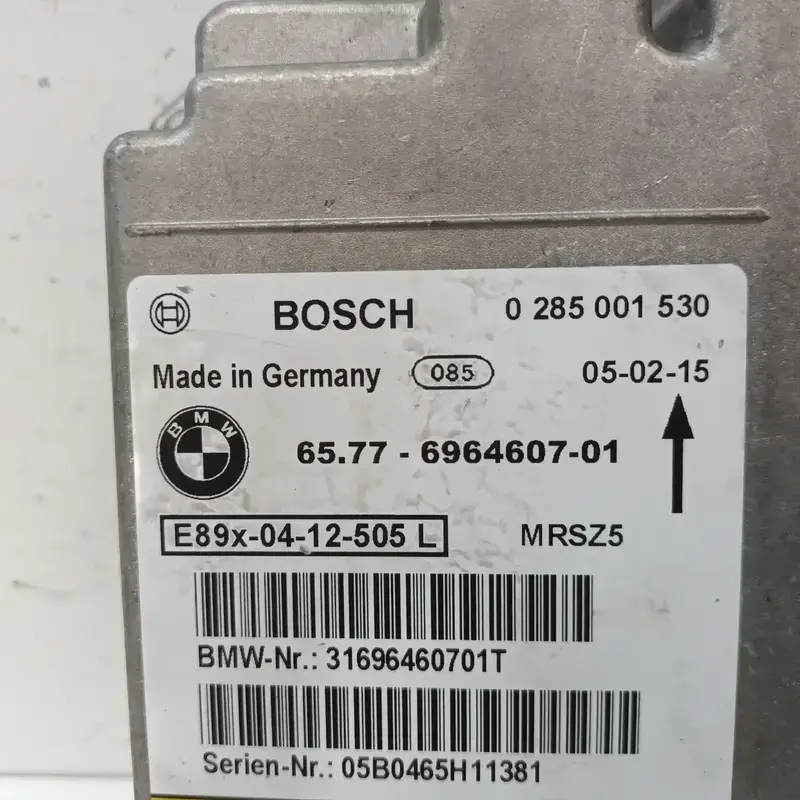 BOSCH 0 285 001 530
Made in Germany 085 05-02-15
BMW
65.77 - 6964607-01
E89x-04-12-505 L MRSZ5
BMW-Nr.: 31696460701T
Serien-Nr.: 05B0465H11381